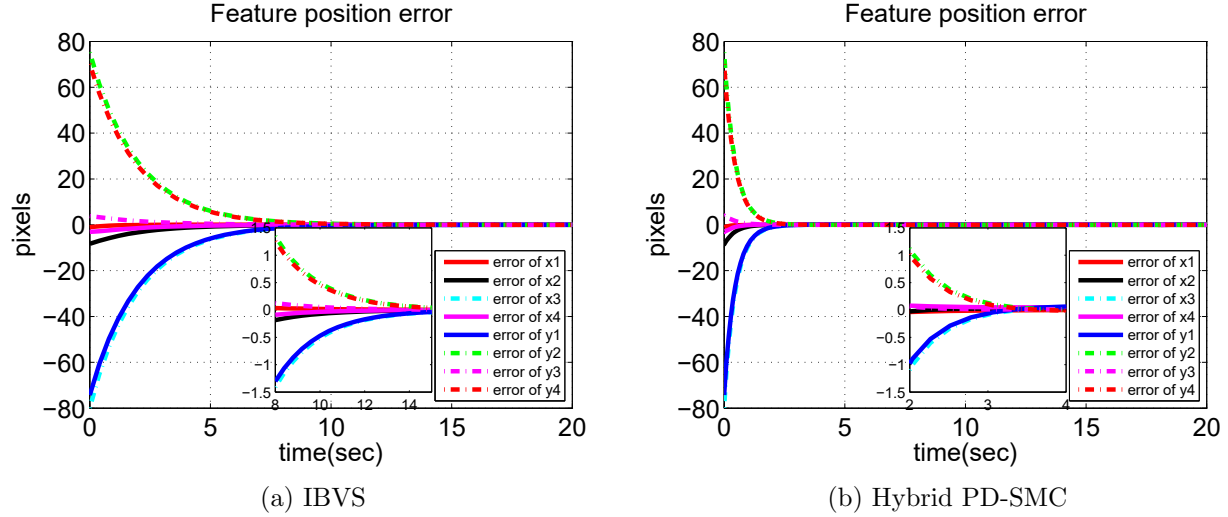 Feature position error
80
60
40
20
0
−20
−40
−60
−80
pixels
0 5 10 15 20
time(sec)
1.5
1
0.5
0
−0.5
−1
−1.5
8 10 12 14
error of x1
error of x2
error of x3
error of x4
error of y1
error of y2
error of y3
error of y4
(a) IBVS
Feature position error
80
60
40
20
0
−20
−40
−60
−80
pixels
0 5 10 15 20
time(sec)
1.5
1
0.5
0
−0.5
−1
−1.5
2 3 4
error of x1
error of x2
error of x3
error of x4
error of y1
error of y2
error of y3
error of y4
(b) Hybrid PD-SMC